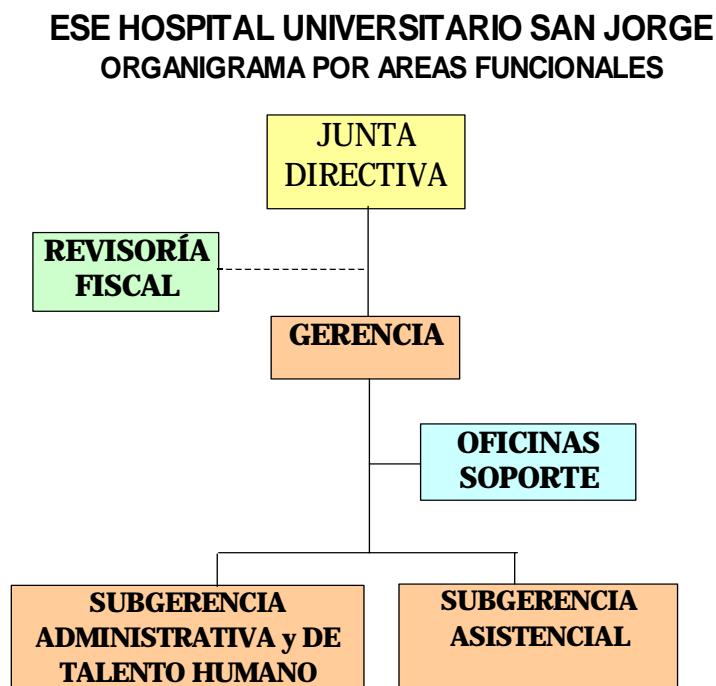 ESE HOSPITAL UNIVERSITARIO SAN JORGE
ORGANIGRAMA POR AREAS FUNCIONALES
JUNTA
DIRECTIVA
REVISORÍA
FISCAL
GERENCIA
OFICINAS
SOPORTE
SUBGERENCIA
ADMINISTRATIVA y DE
TALENTO HUMANO
SUBGERENCIA
ASISTENCIAL